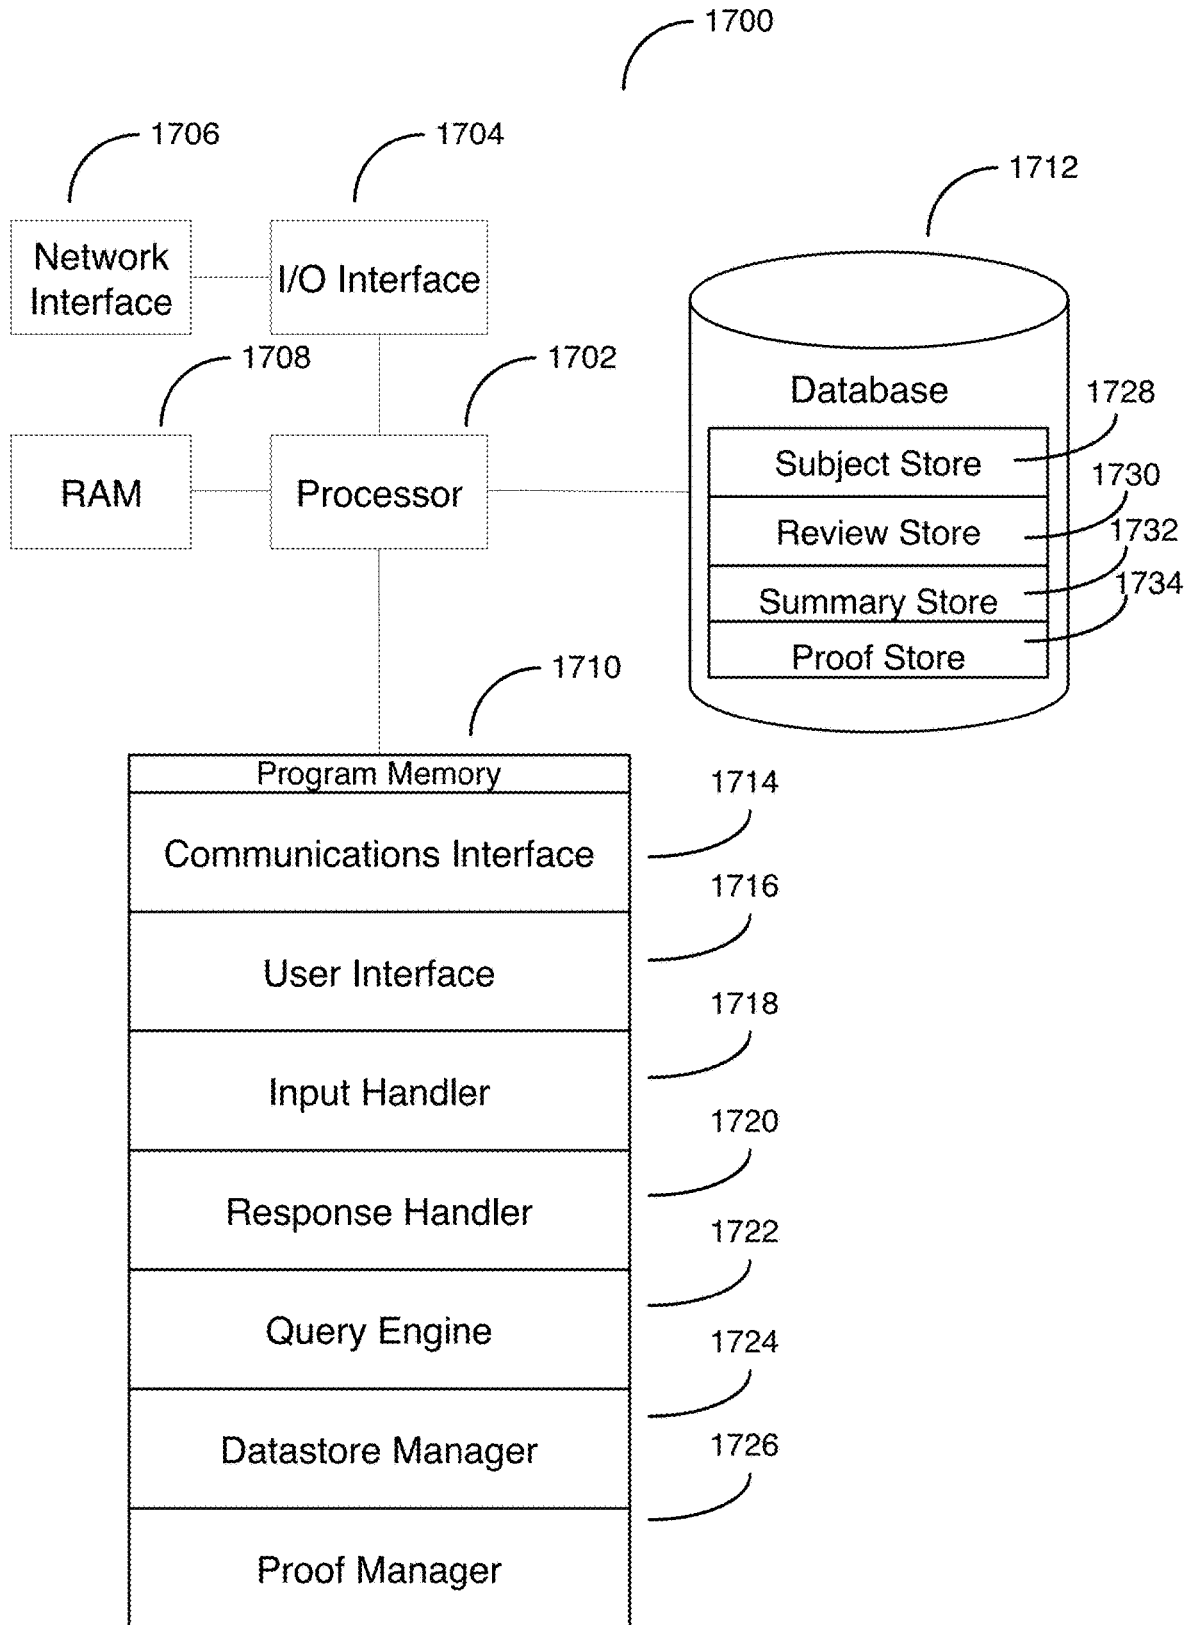 1700
1706
1704
1712
Network
Interface
I/O Interface
1708
1702
Database
1728
RAM
Processor
Subject Store
1730
Review Store
1732
Summary Store
1734
Proof Store
1710
Program Memory
1714
Communications Interface
1716
User Interface
1718
Input Handler
1720
Response Handler
1722
Query Engine
1724
Datastore Manager
1726
Proof Manager